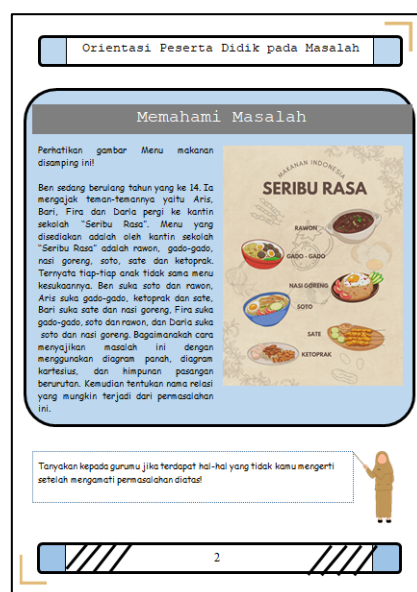 Orientasi Peserta Didik pada Masalah
Memahami Masalah
Perhatikan gambar Menu makanan
disamping ini!
Ben sedang berulang tahun yang ke 14. Ia
mengajak teman-temannya yaitu Aris,
Bari, Fira dan Daria pergi ke kantin
sekolah "Seribu Rasa". Menu yang
disediakan adalah oleh kantin sekolah
"Seribu Rasa" adalah rawon, gado-gado,
nasi goreng, soto, sate dan ketoprak.
Ternyata tiap-tiap anak tidak sama menu
kesukaannya. Ben suka soto dan rawon,
Aris suka gado-gado, ketoprak dan sate,
Bari suka sate dan nasi goreng, Fira suka
gado-gado, soto dan rawon, dan Daria suka
soto dan nasi goreng. Bagaimanakah cara
menyajikan masalah ini dengan
menggunakan diagram panah, diagram
kartesius, dan himpunan pasangan
berurutan. Kemudian tentukan nama relasi
yang mungkin terjadi dari permasalahan
ini.
MAKANAN INDONESIA
SERIBU RASA
RAWON
GADO - GADO
NASI GORENG
SOTO
SATE
KETOPRAK
Tanyakan kepada gurumu jika terdapat hal-hal yang tidak kamu mengerti
setelah mengamati permasalahan diatas!
2